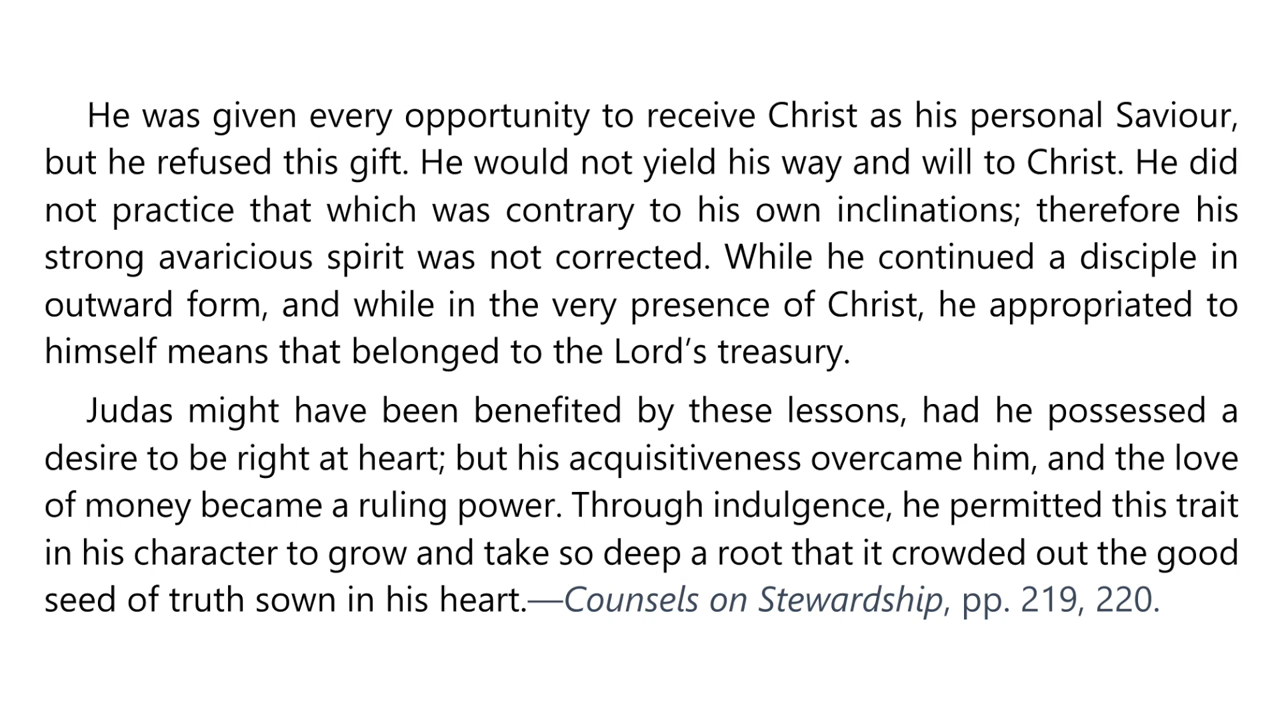 He was given every opportunity to receive Christ as his personal Saviour,
but he refused this gift. He would not yield his way and will to Christ. He did
not practice that which was contrary to his own inclinations; therefore his
strong avaricious spirit was not corrected. While he continued a disciple in
outward form, and while in the very presence of Christ, he appropriated to
himself means that belonged to the Lord’s treasury.
Judas might have been benefited by these lessons, had he possessed a
desire to be right at heart; but his acquisitiveness overcame him, and the love
of money became a ruling power. Through indulgence, he permitted this trait
in his character to grow and take so deep a root that it crowded out the good
seed of truth sown in his heart.—Counsels on Stewardship, pp. 219, 220.